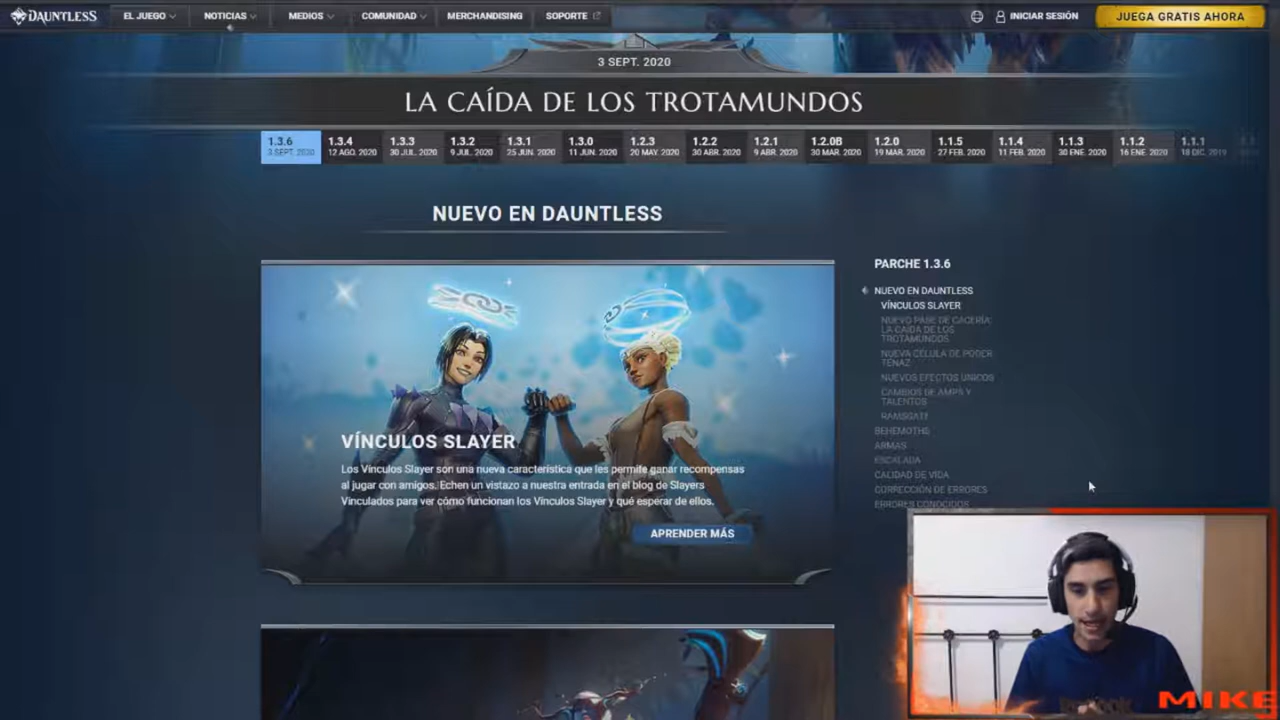 DAUNTLESS
EL JUEGO
NOTICIAS
MEDIOS
COMUNIDAD
MERCHANDISING
SOPORTE
INICIAR SESIÓN
JUEGA GRATIS AHORA
3 SEPT. 2020
LA CAÍDA DE LOS TROTAMUNDOS
1.3.6
3 SEPT. 2020
1.3.4
12 AGO. 2020
1.3.3
30 JUL. 2020
1.3.2
9 JUL. 2020
1.3.1
25 JUN. 2020
1.3.0
11 JUN. 2020
1.2.3
20 MAY. 2020
1.2.2
30 ABR. 2020
1.2.1
9 ABR. 2020
1.2.0B
30 MAR. 2020
1.2.0
19 MAR. 2020
1.1.5
27 FEB. 2020
1.1.4
11 FEB. 2020
1.1.3
30 ENE. 2020
1.1.2
16 ENE. 2020
1.1.1
18 DIC. 2019
NUEVO EN DAUNTLESS
VÍNCULOS SLAYER
Los Vínculos Slayer son una nueva característica que les permite ganar recompensas
al jugar con amigos. Echen un vistazo a nuestra entrada en el blog de Slayers
Vinculados para ver cómo funcionan los Vínculos Slayer y qué esperar de ellos.
APRENDER MÁS
PARCHE 1.3.6
NUEVO EN DAUNTLESS
VÍNCULOS SLAYER
NUEVO PASE DE CACERÍA:
LA CAÍDA DE LOS
TROTAMUNDOS
NUEVA CÉLULA DE PODER
TENAZ
NUEVOS EFECTOS ÚNICOS
CAMBIOS DE AMPS Y
TALENTOS
RAMSGATE
BEHEMOTHS
ARMAS
ESCALADA
CALIDAD DE VIDA
CORRECCIÓN DE ERRORES
ERRORES CONOCIDOS
MIKE